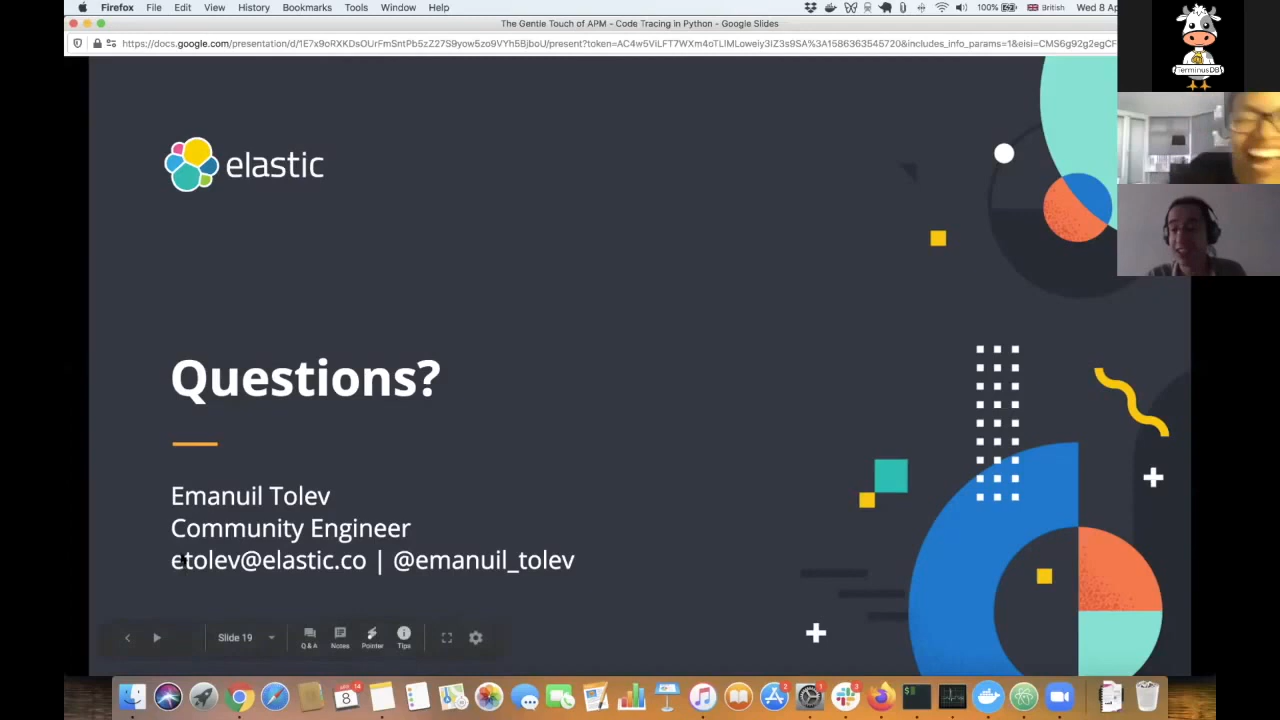 Firefox File Edit View History Bookmarks Tools Window Help 100% British Wed 8 Ap
The Gentle Touch of APM - Code Tracing in Python - Google Slides
TerminusDB
elastic
Questions?
Emanuil Tolev
Community Engineer
etolev@elastic.co | @emanuil_tolev
Slide 19 Q&A Notes Pointer Tips